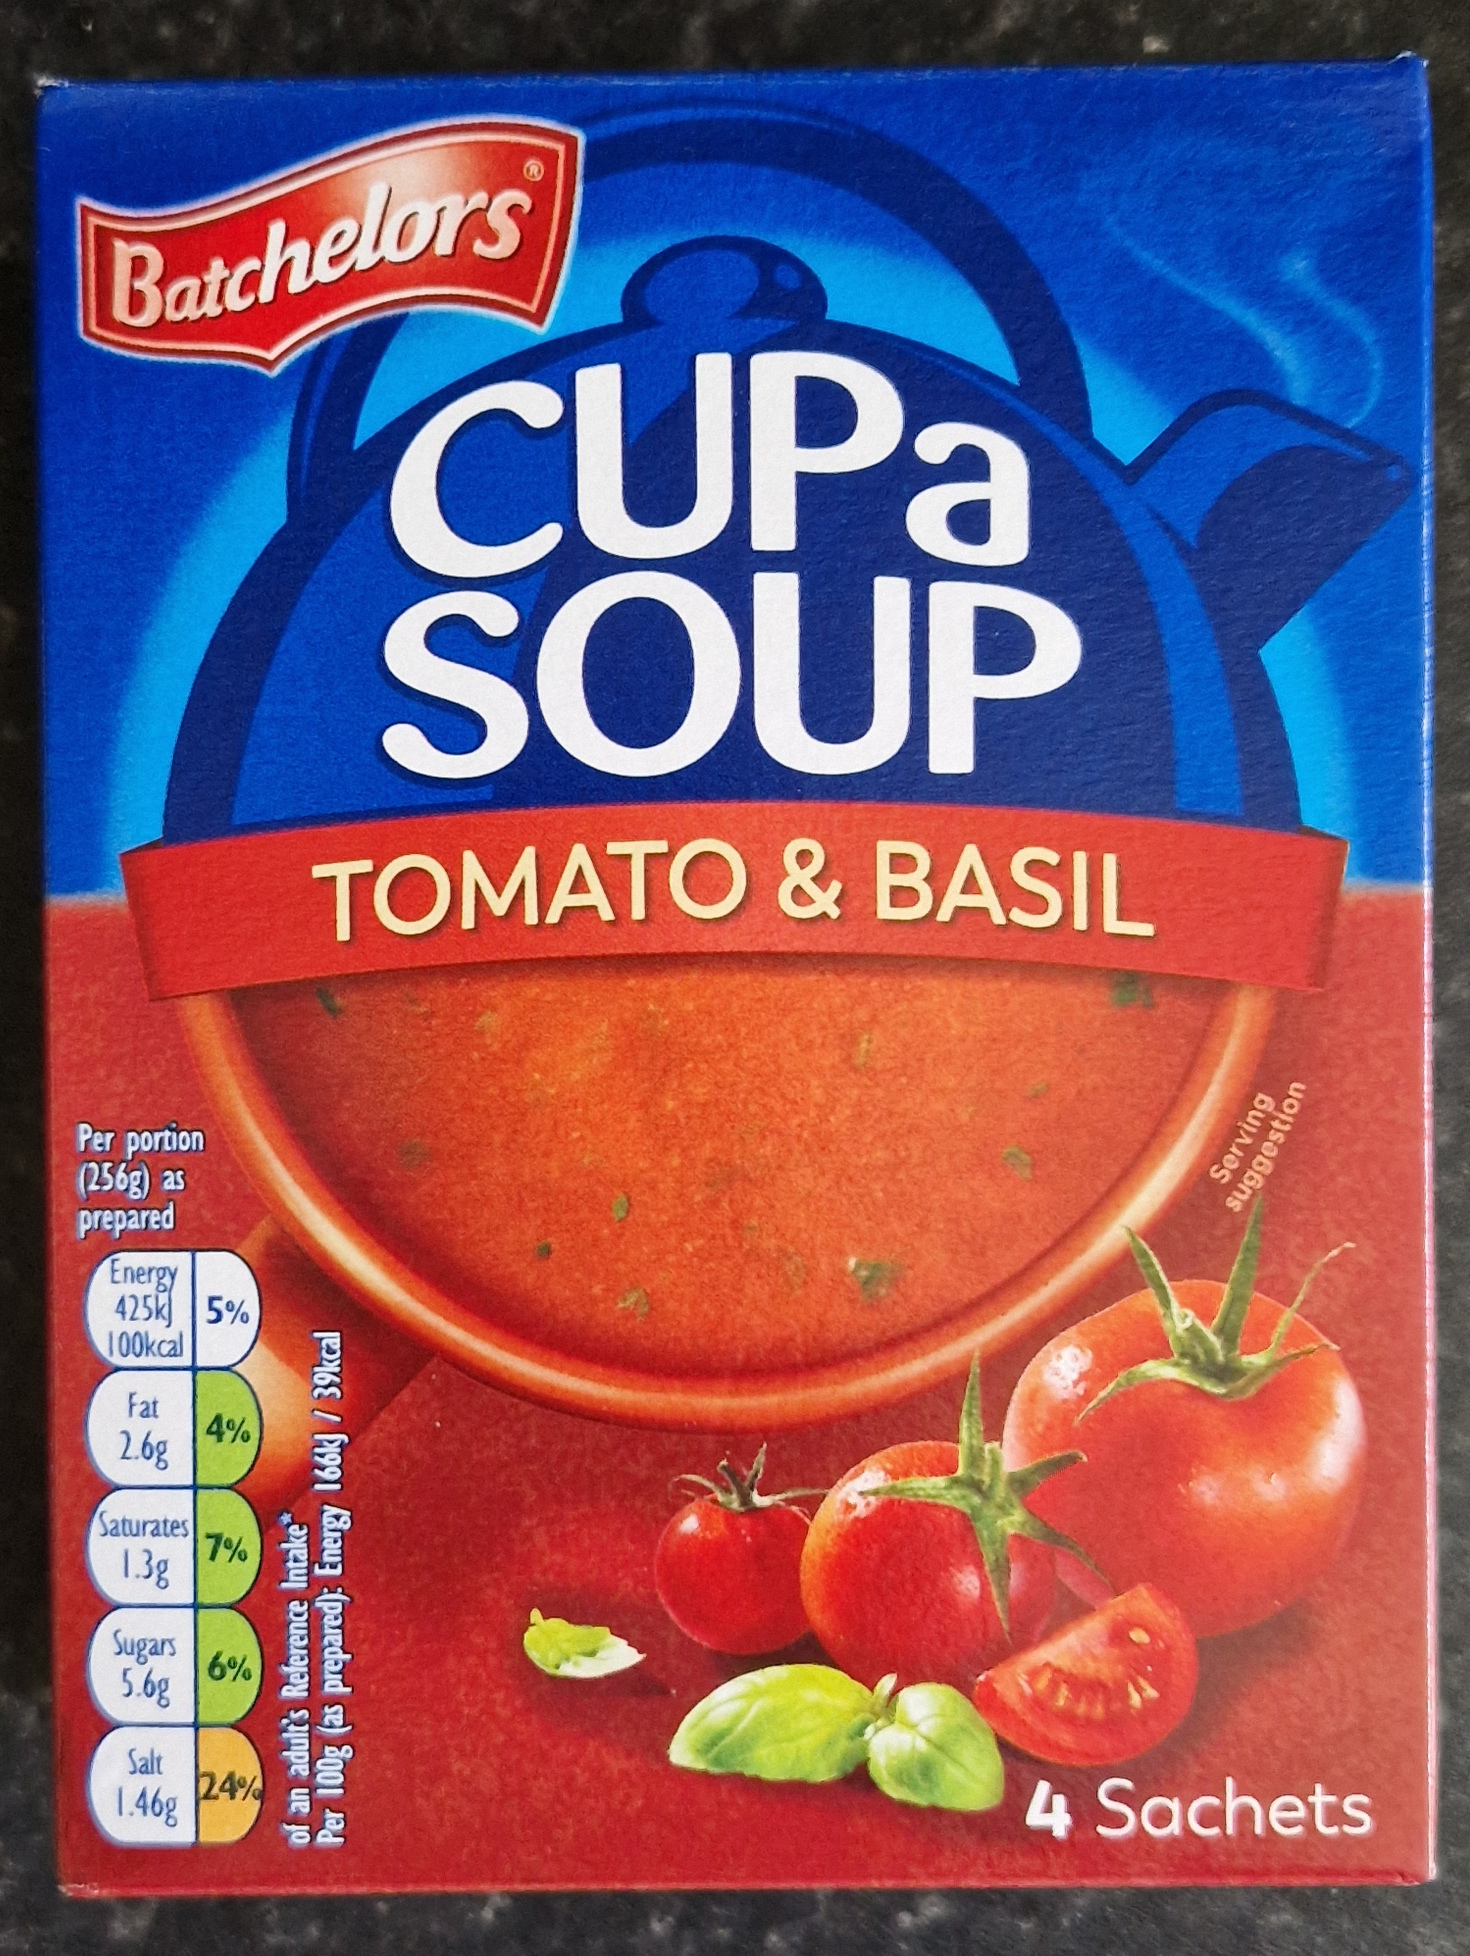 Batchelors®
CUPa
SOUP
TOMATO & BASIL
Serving
suggestion
Per portion
(256g) as
prepared
Energy
425kJ
100kcal
5%
Fat
2.6g
4%
Saturates
1.3g
7%
Sugars
5.6g
6%
Salt
1.46g
24%
of an adult's Reference Intake*
Per 100g (as prepared): Energy 166kJ / 39kcal
4 Sachets